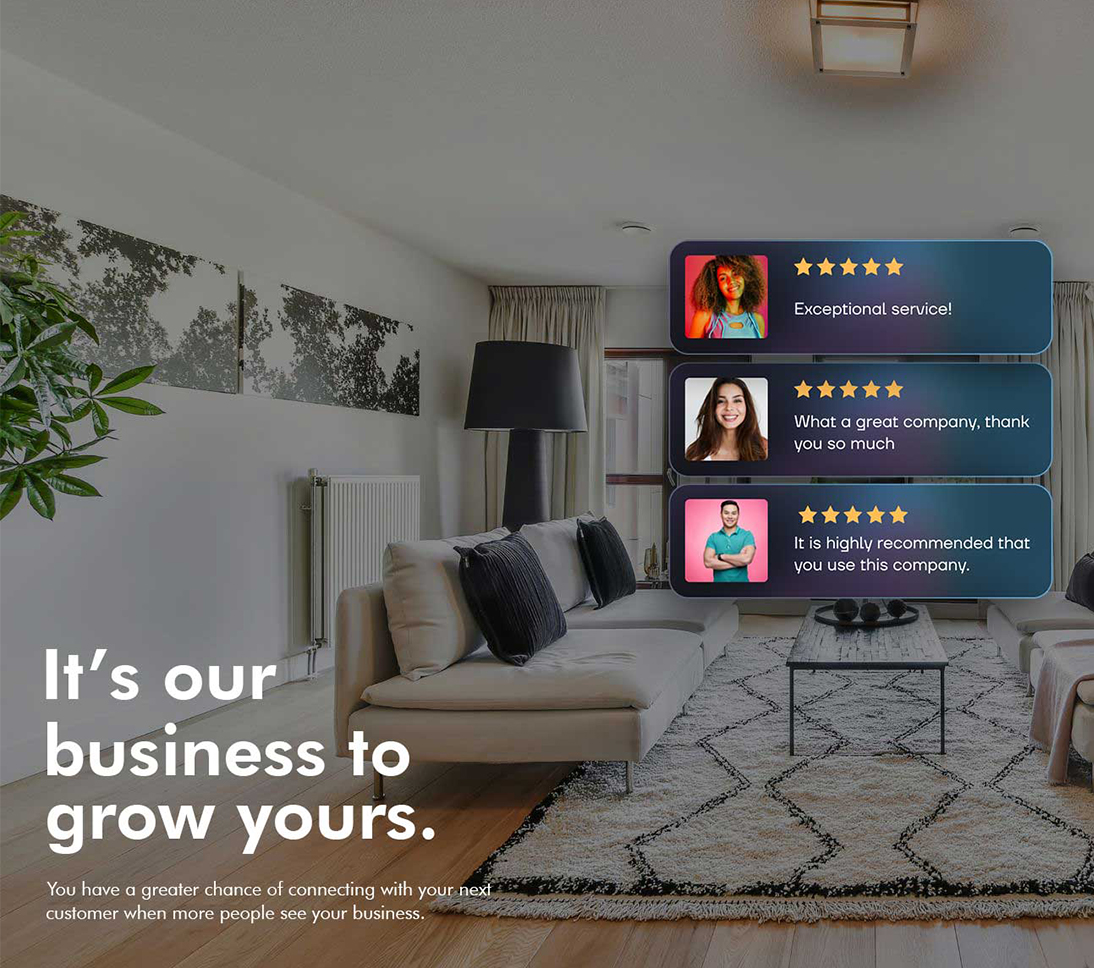 Exceptional service!
What a great company, thank
you so much
It is highly recommended that
you use this company.
It’s our
business to
grow yours.
You have a greater chance of connecting with your next
customer when more people see your business.